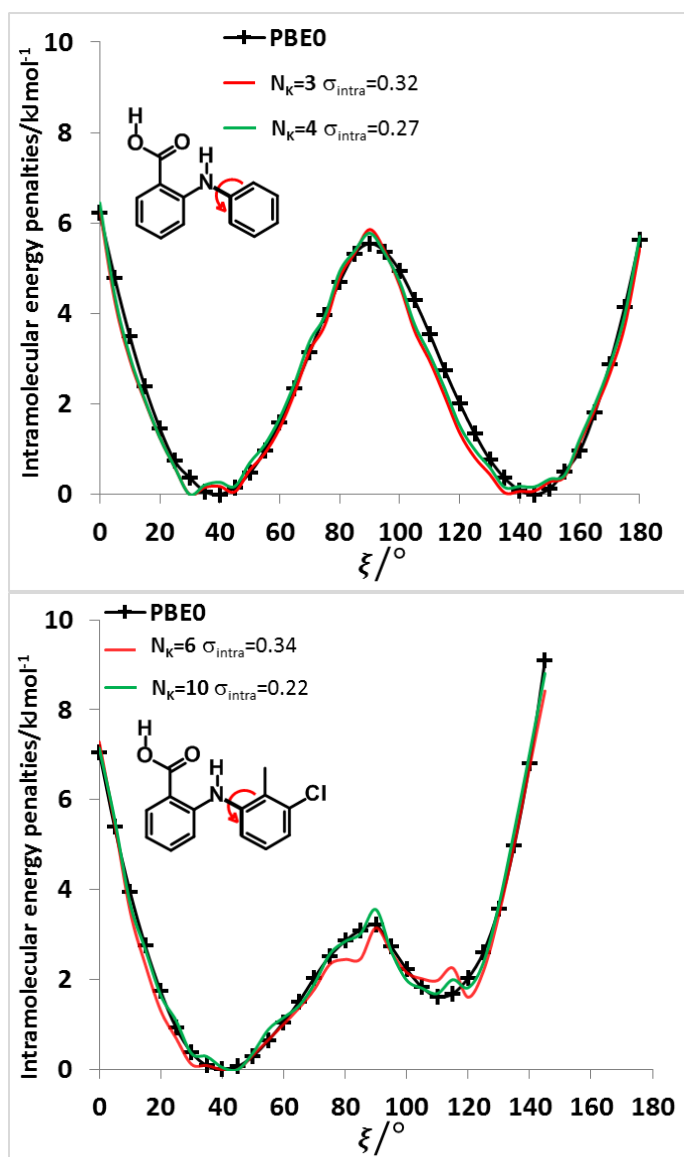 Intramolecular energy penalties/kJmol⁻¹
10
8
6
4
2
0
PBE0
N_K=3 σ_intra=0.32
N_K=4 σ_intra=0.27
H
O
O
H
N
0 20 40 60 80 100 120 140 160 180
ξ/°
Intramolecular energy penalties/kJmol⁻¹
10
8
6
4
2
0
PBE0
N_K=6 σ_intra=0.34
N_K=10 σ_intra=0.22
H
O
O
H
N
Cl
0 20 40 60 80 100 120 140 160 180
ξ/°